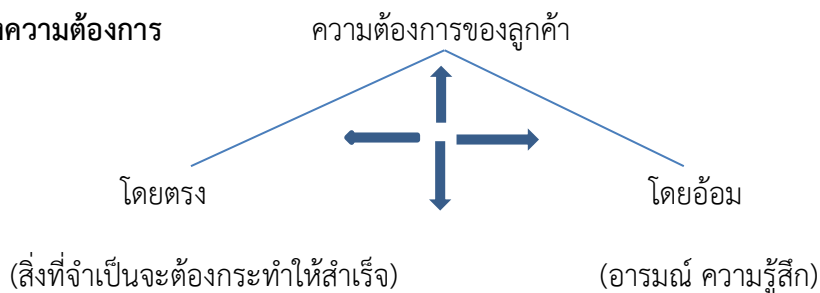 ความต้องการ ความต้องการของลูกค้า
โดยตรง โดยอ้อม
(สิ่งที่จำเป็นจะต้องกระทำให้สำเร็จ) (อารมณ์ ความรู้สึก)